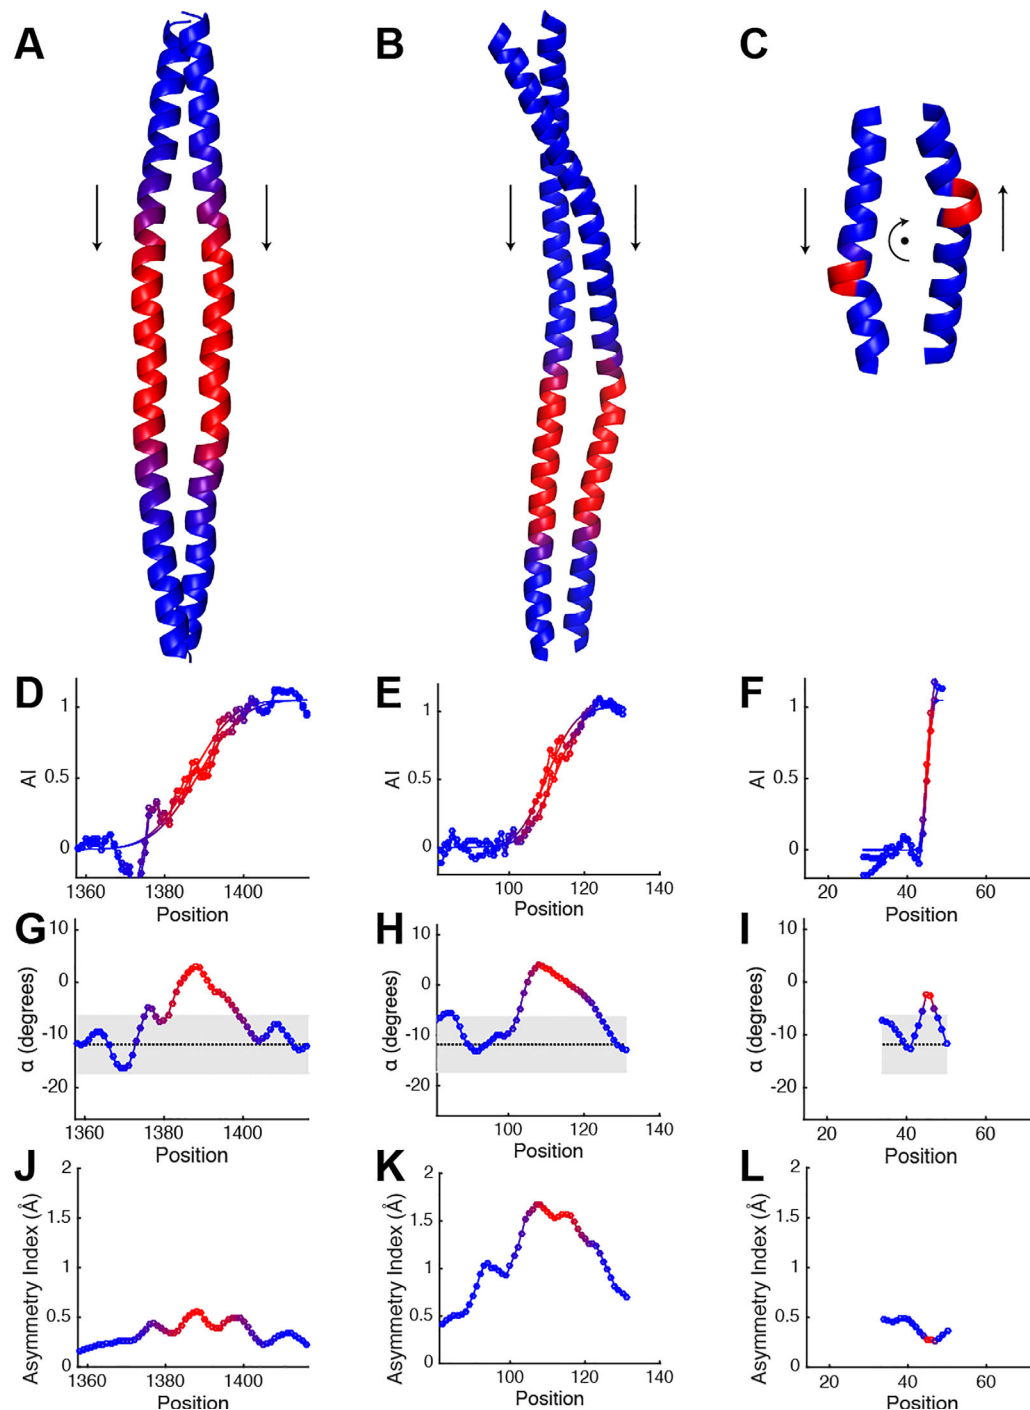 A
B
C
D
1
0.5
0
AI
1360
1380
1400
Position
E
1
0.5
0
AI
100
120
140
Position
F
1
0.5
0
AI
20
40
60
Position
G
10
0
-10
-20
α (degrees)
1360
1380
1400
Position
H
10
0
-10
-20
α (degrees)
100
120
140
Position
I
10
0
-10
-20
α (degrees)
20
40
60
Position
J
2
1.5
1
0.5
0
Asymmetry Index (Å)
1360
1380
1400
Position
K
2
1.5
1
0.5
0
Asymmetry Index (Å)
100
120
140
Position
L
2
1.5
1
0.5
0
Asymmetry Index (Å)
20
40
60
Position